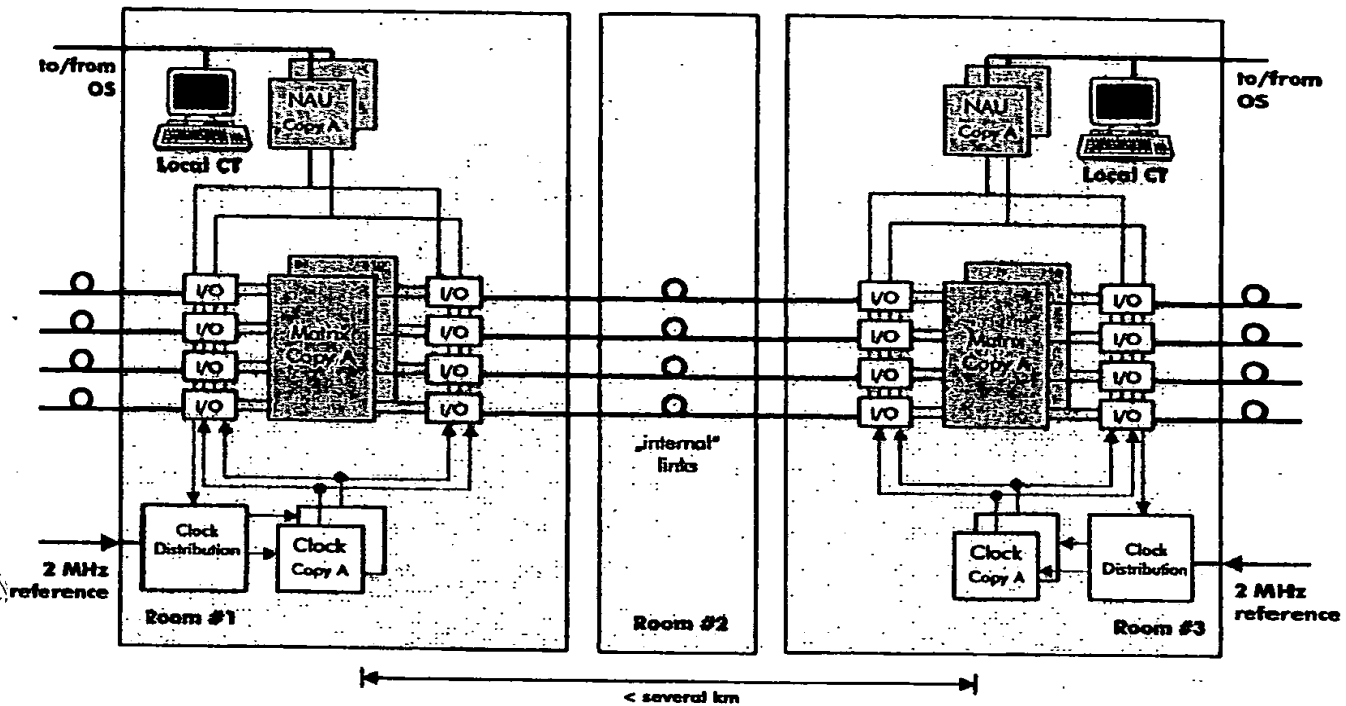 to/from
OS
NAU
Copy A
Local CT
I/O
I/O
I/O
I/O
Matrix
Copy A
I/O
I/O
I/O
I/O
Clock
Distribution
Clock
Copy A
2 MHz
reference
Room #1
„internal"
links
Room #2
to/from
OS
NAU
Copy A
Local CT
I/O
I/O
I/O
I/O
Matrix
Copy A
I/O
I/O
I/O
I/O
Clock
Copy A
Clock
Distribution
2 MHz
reference
Room #3
< several km